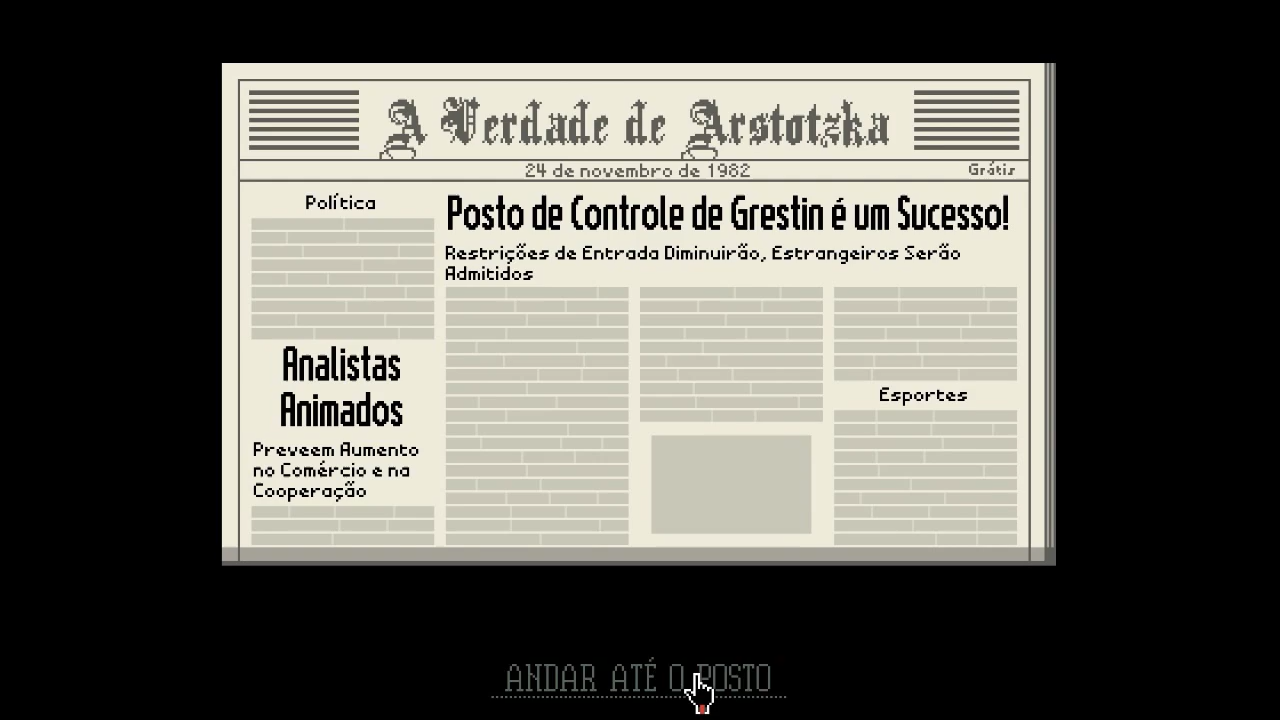 A Verdade de Arstotzka
24 de novembro de 1982
Grátis
Política
Analistas
Animados
Preveem Aumento
no Comércio e na
Cooperação
Posto de Controle de Grestin é um Sucesso!
Restrições de Entrada Diminuirão, Estrangeiros Serão
Admitidos
Esportes
ANDAR ATÉ O POSTO